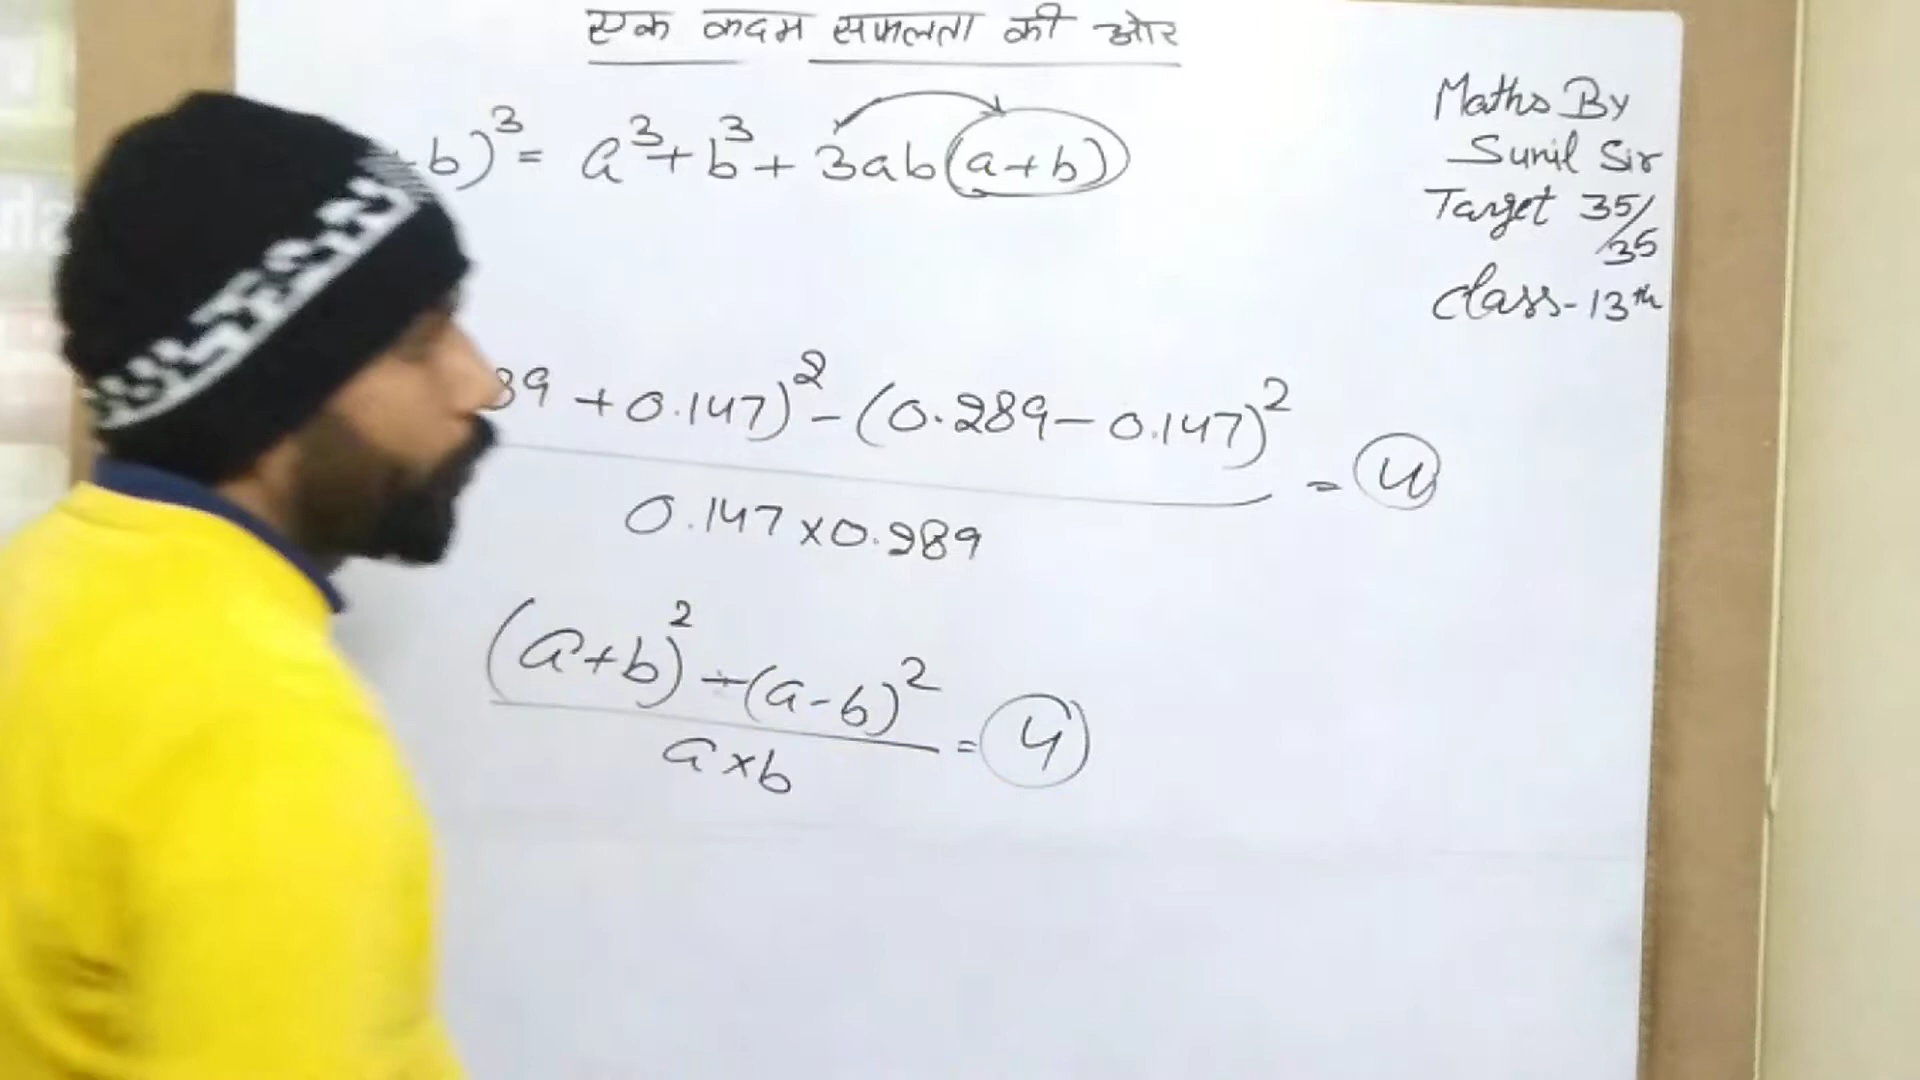 एक कदम सफलता की ओर
Maths By
Sunil Sir
Target 35/35
Class-13th
b)³ = a³+b³+3ab(a+b)
89 +0.147)² - (0.289-0.147)² = 4
0.147×0.289
(a+b)² -(a-b)² = 4
a×b